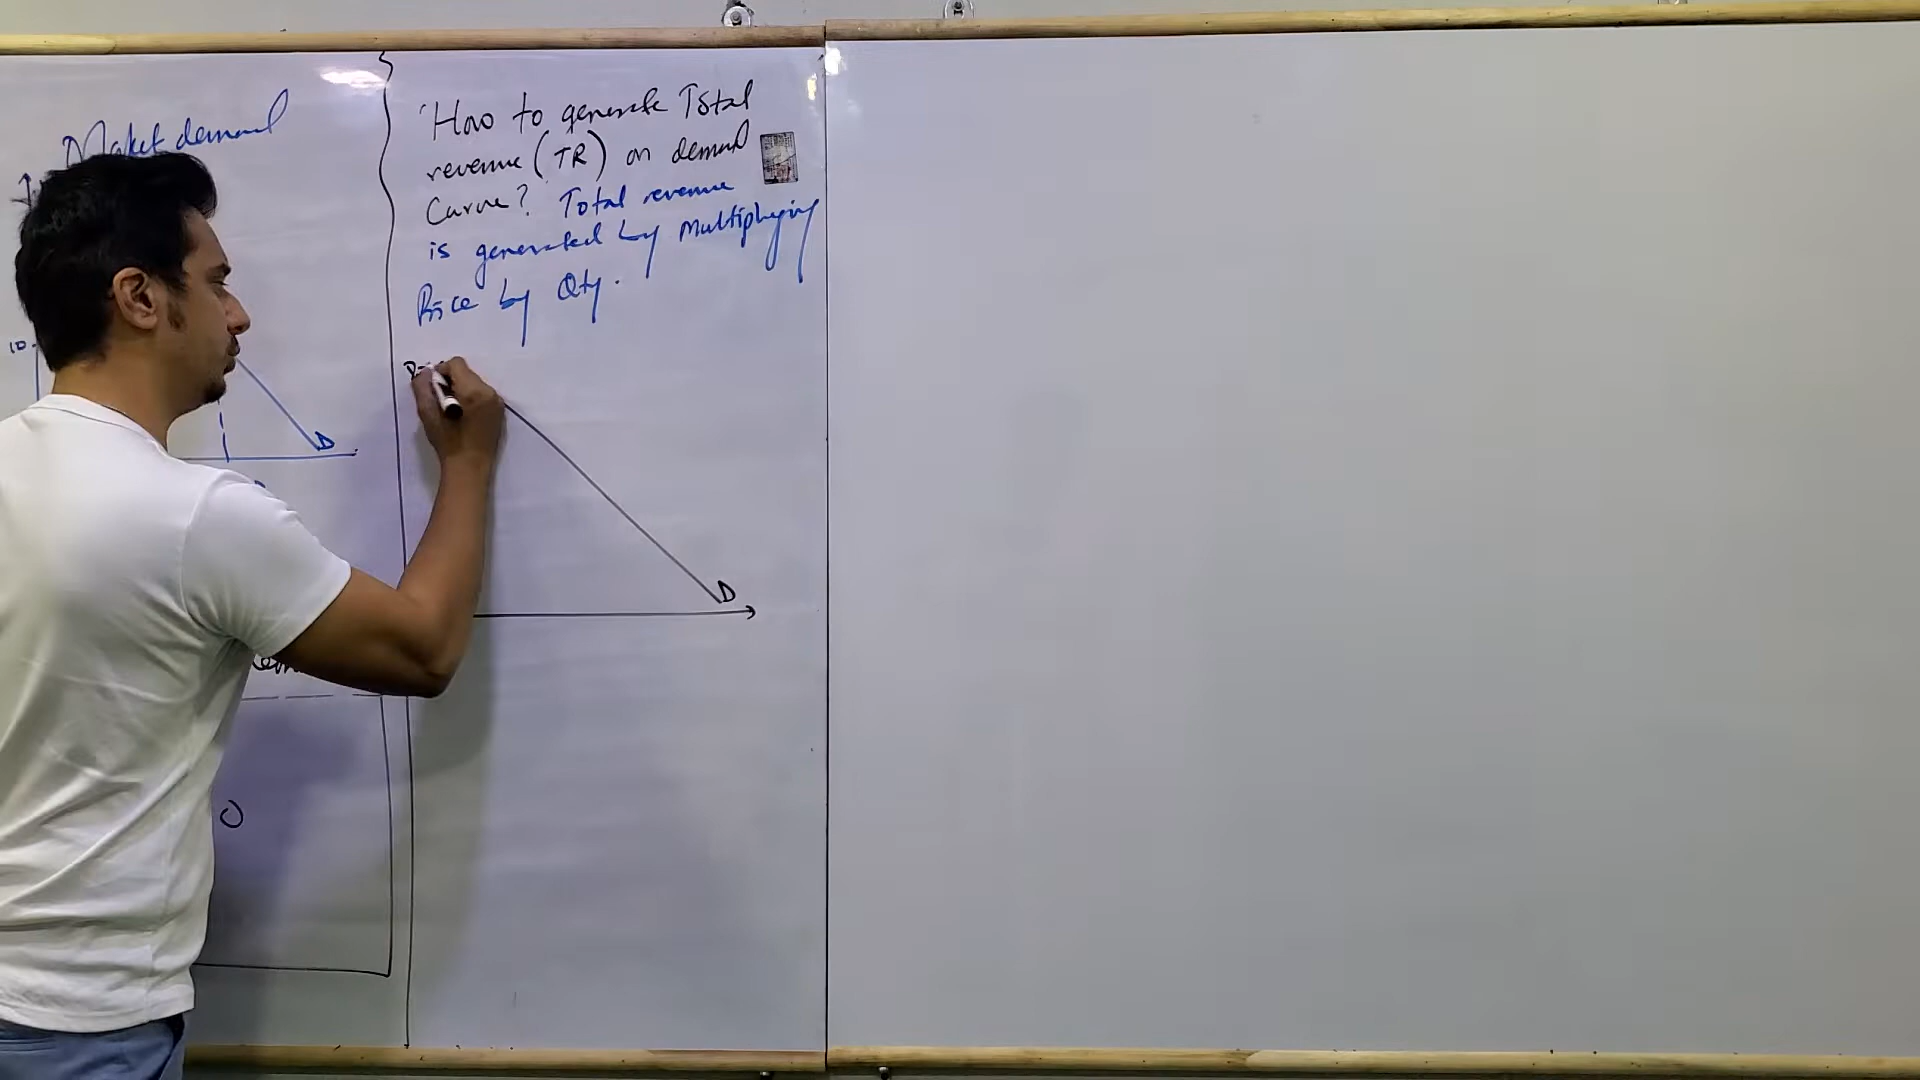 Market demand
10
D
O
How to generate Total
revenue (TR) on demand
Curve? Total revenue
is generated by Multiplying
Price by Qty.
D